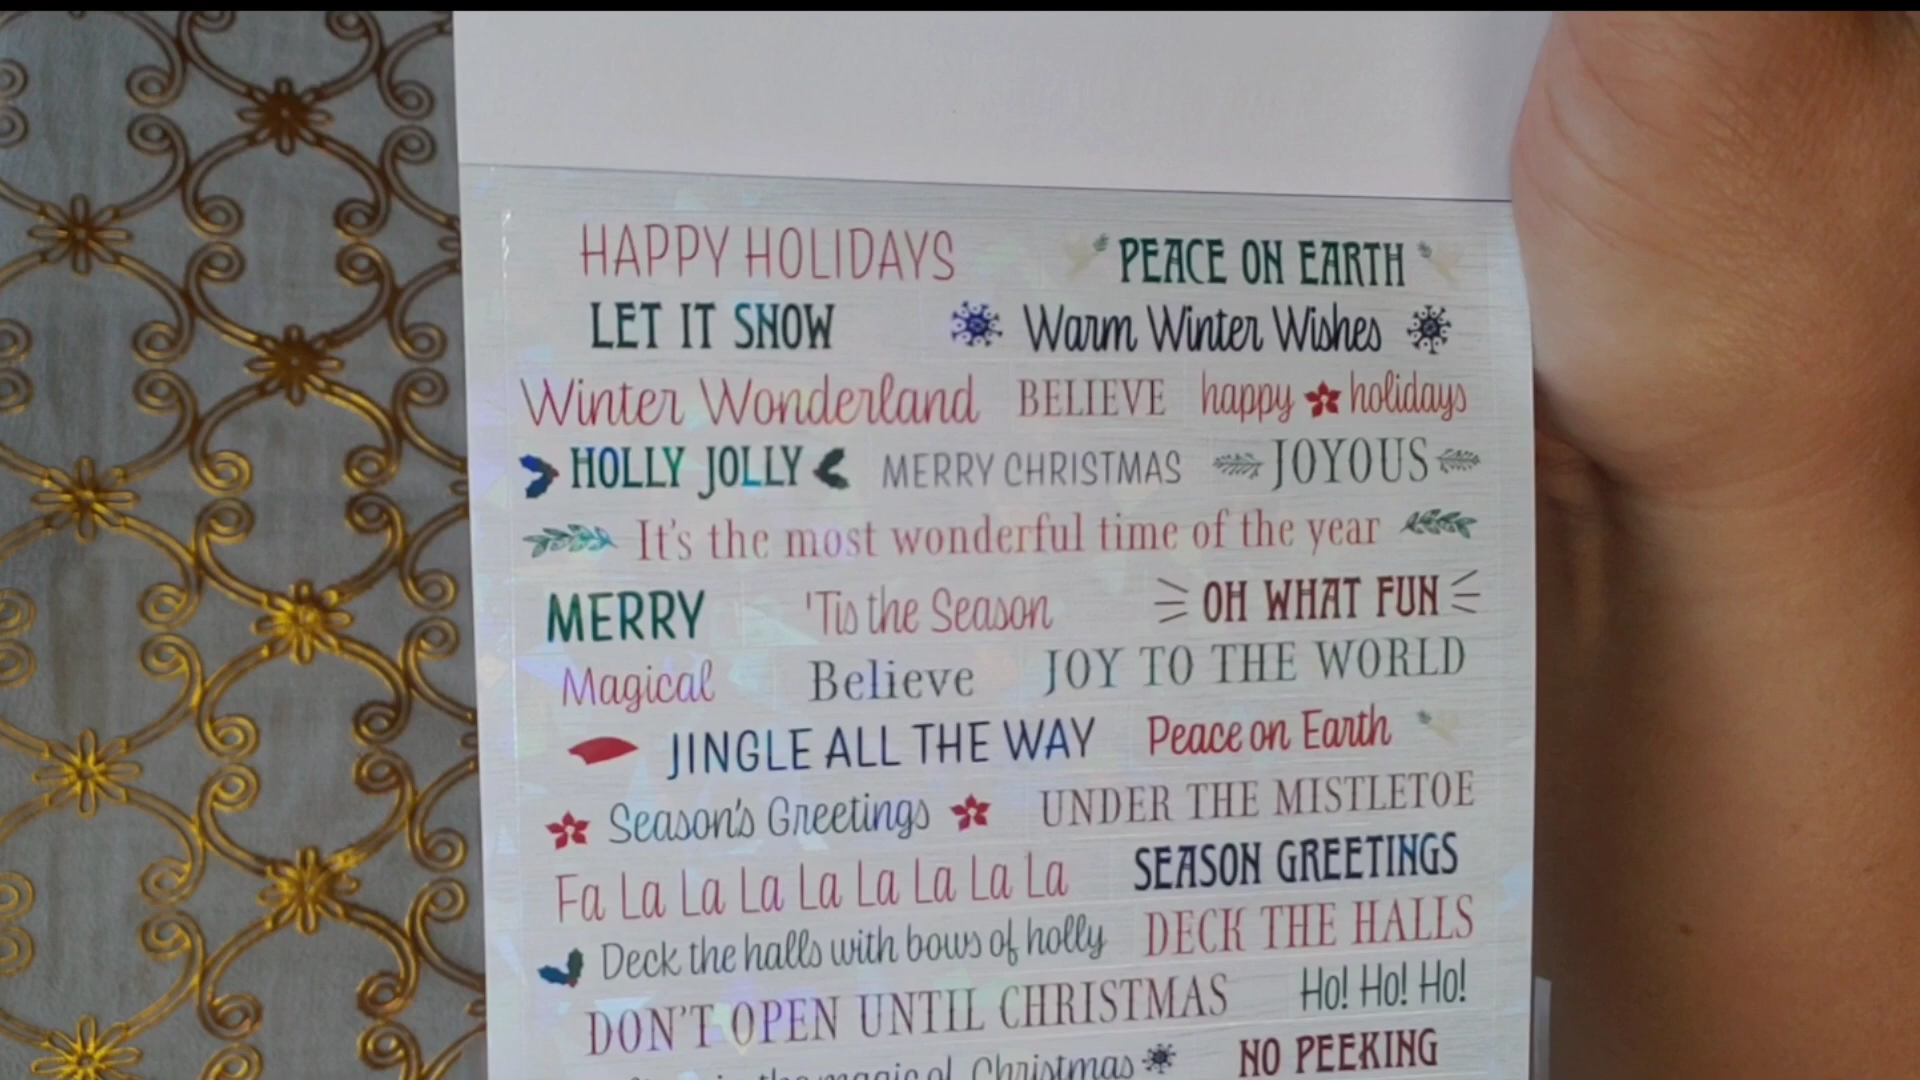 HAPPY HOLIDAYS PEACE ON EARTH
LET IT SNOW Warm Winter Wishes
Winter Wonderland BELIEVE happy holidays
HOLLY JOLLY MERRY CHRISTMAS JOYOUS
It's the most wonderful time of the year
MERRY 'Tis the Season OH WHAT FUN
Magical Believe JOY TO THE WORLD
JINGLE ALL THE WAY Peace on Earth
Season's Greetings UNDER THE MISTLETOE
Fa La La La La La La La La SEASON GREETINGS
Deck the halls with bows of holly DECK THE HALLS
DON'T OPEN UNTIL CHRISTMAS Ho! Ho! Ho!
in the magic of Christmas NO PEEKING